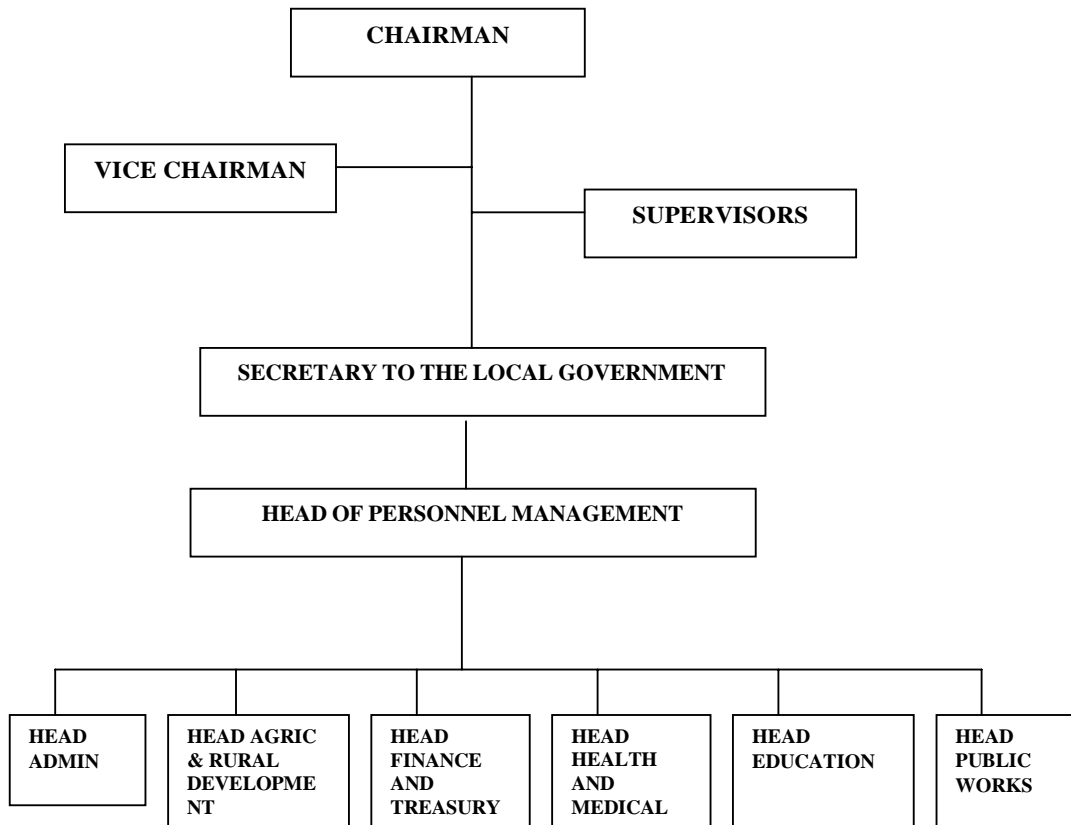 CHAIRMAN
VICE CHAIRMAN
SUPERVISORS
SECRETARY TO THE LOCAL GOVERNMENT
HEAD OF PERSONNEL MANAGEMENT
HEAD
ADMIN
HEAD AGRIC
& RURAL
DEVELOPME
NT
HEAD
FINANCE
AND
TREASURY
HEAD
HEALTH
AND
MEDICAL
HEAD
EDUCATION
HEAD
PUBLIC
WORKS